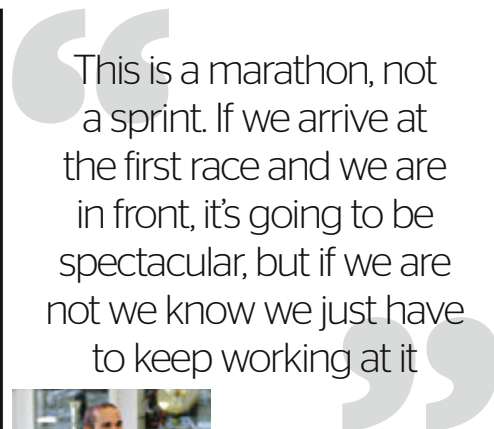 This is a marathon, not
a sprint. If we arrive at
the first race and we are
in front, it's going to be
spectacular, but if we are
not we know we just have
to keep working at it